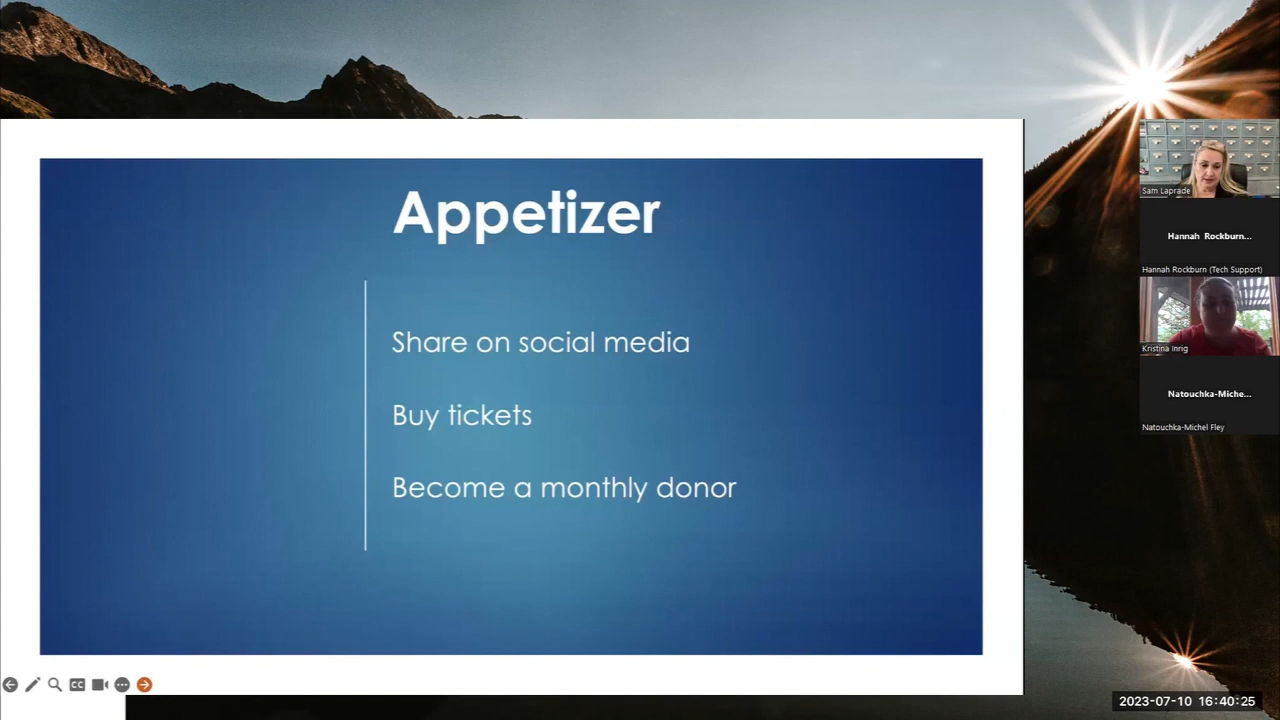 Appetizer
Share on social media
Buy tickets
Become a monthly donor
Sam Laprade
Hannah Rockburn...
Hannah Rockburn (Tech Support)
Kristina Inrig
Natouchka-Miche...
Natouchka-Michel Fley
CC
2023-07-10 16:40:25